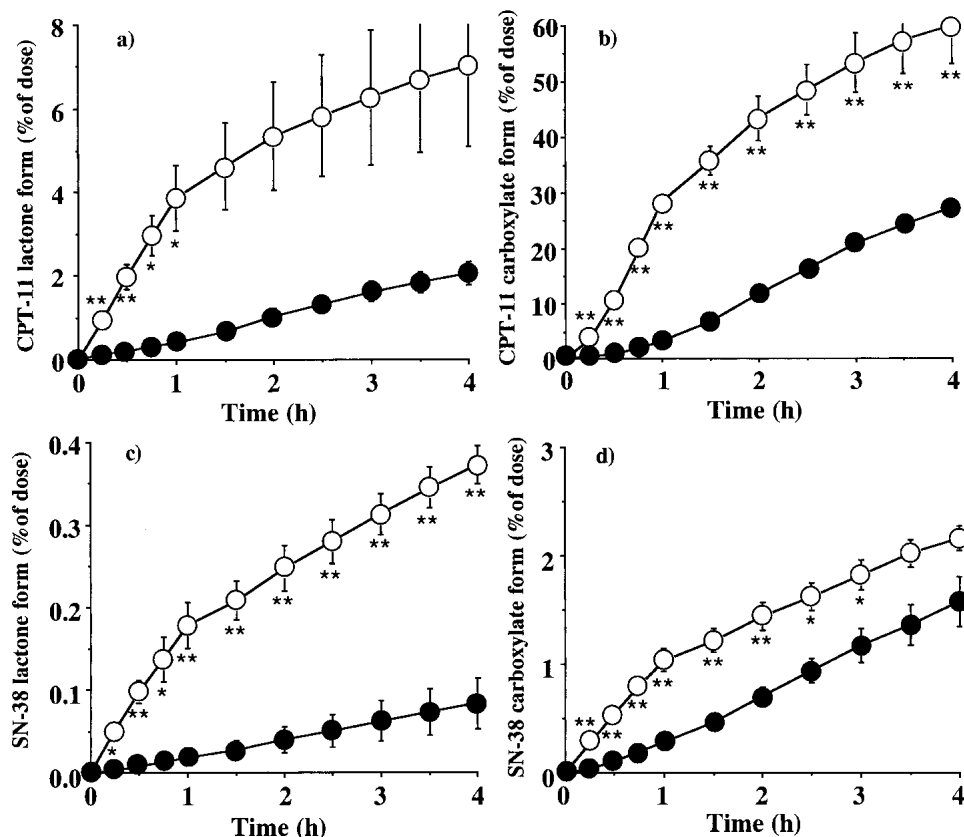 a)
CPT-11 lactone form (% of dose)
8
6
4
2
0
** ** * *
0 1 2 3 4
Time (h)
b)
CPT-11 carboxylate form (% of dose)
60
50
40
30
20
10
0
** ** ** ** ** ** ** ** ** **
0 1 2 3 4
Time (h)
c)
SN-38 lactone form (% of dose)
0.4
0.3
0.2
0.1
0.0
* ** * ** ** ** ** ** ** **
0 1 2 3 4
Time (h)
d)
SN-38 carboxylate form (% of dose)
3
2
1
0
** ** ** ** ** ** * *
0 1 2 3 4
Time (h)